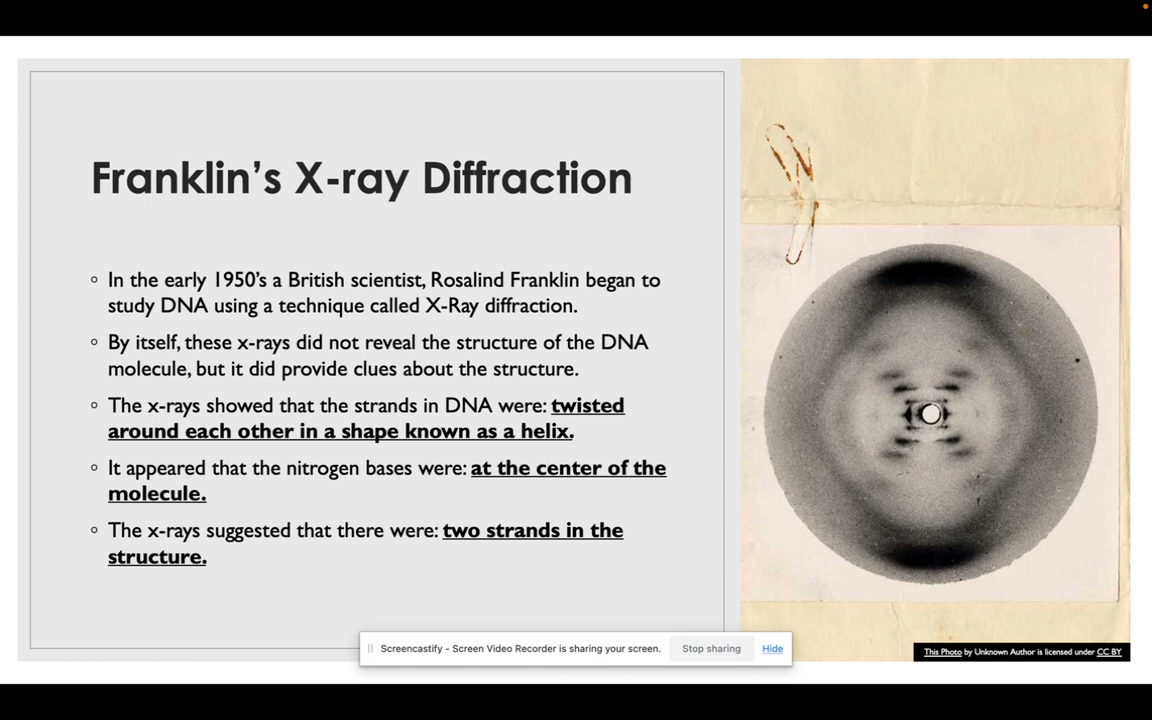 Franklin's X-ray Diffraction
◦ In the early 1950's a British scientist, Rosalind Franklin began to
study DNA using a technique called X-Ray diffraction.
◦ By itself, these x-rays did not reveal the structure of the DNA
molecule, but it did provide clues about the structure.
◦ The x-rays showed that the strands in DNA were: twisted
around each other in a shape known as a helix.
◦ It appeared that the nitrogen bases were: at the center of the
molecule.
◦ The x-rays suggested that there were: two strands in the
structure.
Screencastify - Screen Video Recorder is sharing your screen. Stop sharing Hide
This Photo by Unknown Author is licensed under CC BY